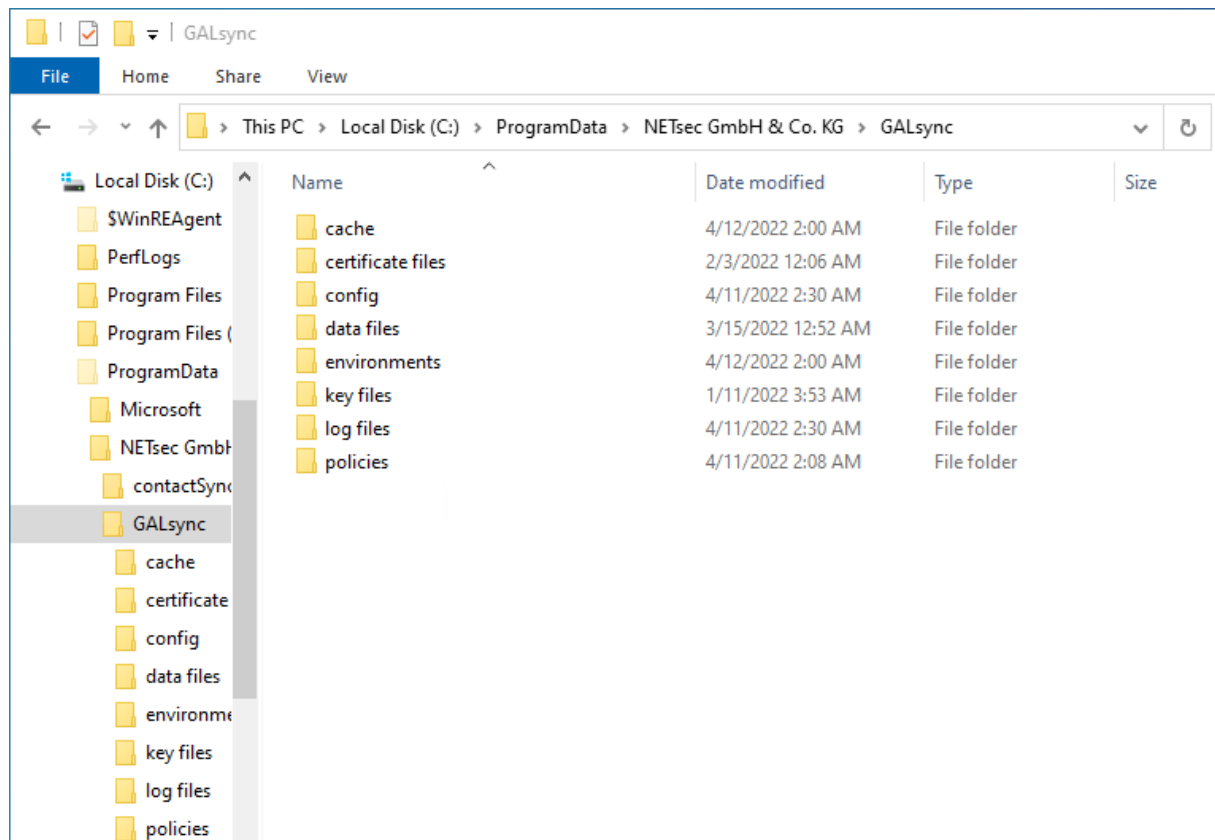 GALsync
File Home Share View
This PC > Local Disk (C:) > ProgramData > NETsec GmbH & Co. KG > GALsync
Local Disk (C:)
$WinREAgent
PerfLogs
Program Files
Program Files (
ProgramData
Microsoft
NETsec GmbH
contactSync
GALsync
cache
certificate
config
data files
environme
key files
log files
policies
Name Date modified Type Size
cache 4/12/2022 2:00 AM File folder
certificate files 2/3/2022 12:06 AM File folder
config 4/11/2022 2:30 AM File folder
data files 3/15/2022 12:52 AM File folder
environments 4/12/2022 2:00 AM File folder
key files 1/11/2022 3:53 AM File folder
log files 4/11/2022 2:30 AM File folder
policies 4/11/2022 2:08 AM File folder